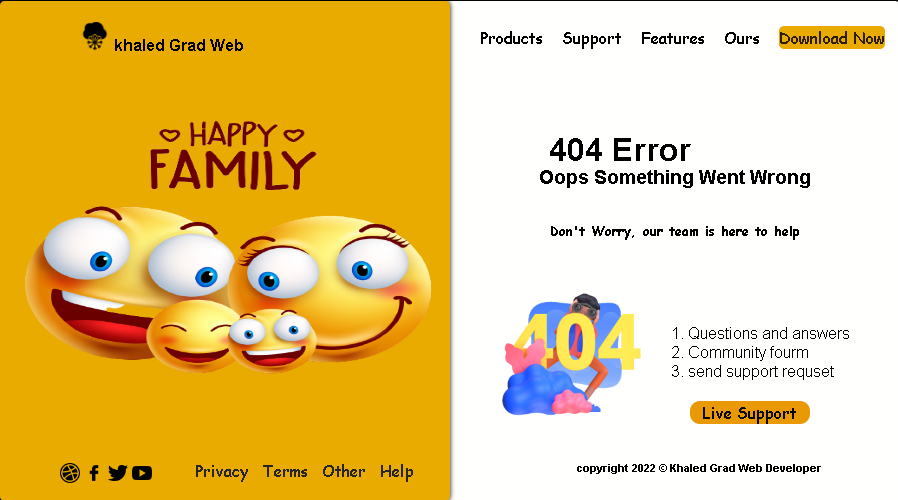 khaled Grad Web
HAPPY
FAMILY
Privacy Terms Other Help
Products Support Features Ours Download Now
404 Error
Oops Something Went Wrong
Don't Worry, our team is here to help
404
1. Questions and answers
2. Community fourm
3. send support requset
Live Support
copyright 2022 © Khaled Grad Web Developer